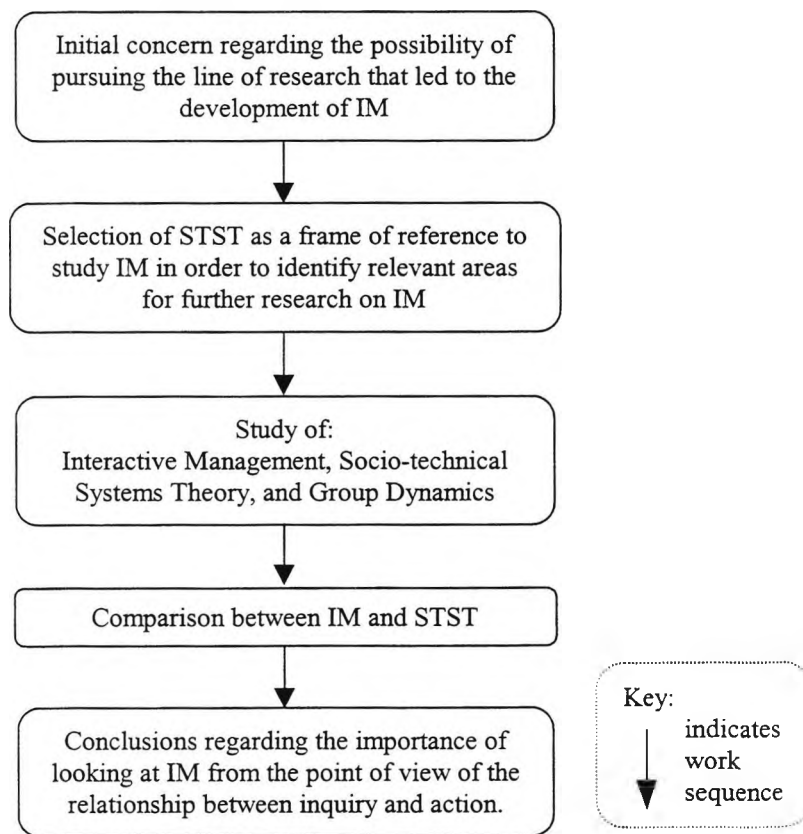 Initial concern regarding the possibility of
pursuing the line of research that led to the
development of IM
Selection of STST as a frame of reference to
study IM in order to identify relevant areas
for further research on IM
Study of:
Interactive Management, Socio-technical
Systems Theory, and Group Dynamics
Comparison between IM and STST
Conclusions regarding the importance of
looking at IM from the point of view of the
relationship between inquiry and action.
Key:
indicates
work
sequence